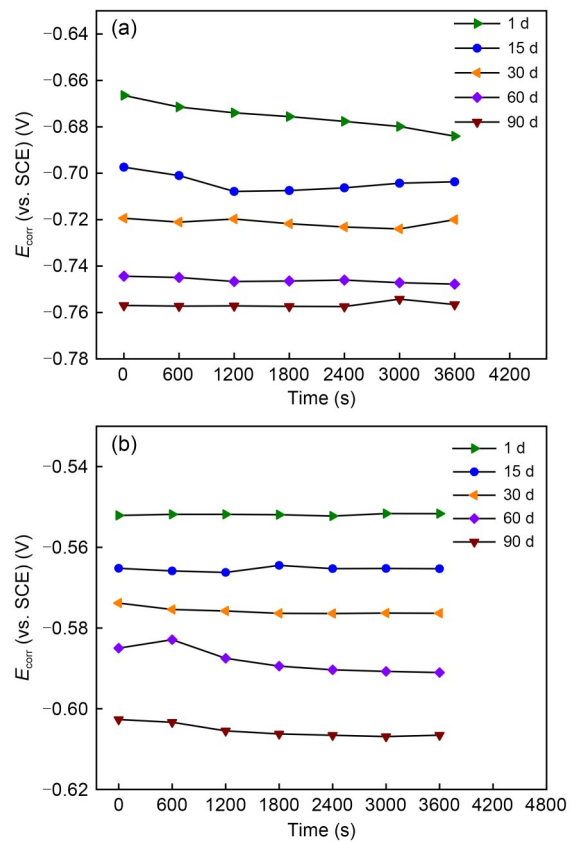 (a)
1 d
15 d
30 d
60 d
90 d
−0.64
−0.66
−0.68
−0.70
−0.72
−0.74
−0.76
−0.78
E_corr (vs. SCE) (V)
0 600 1200 1800 2400 3000 3600 4200
Time (s)
(b)
1 d
15 d
30 d
60 d
90 d
−0.54
−0.56
−0.58
−0.60
−0.62
E_corr (vs. SCE) (V)
0 600 1200 1800 2400 3000 3600 4200 4800
Time (s)